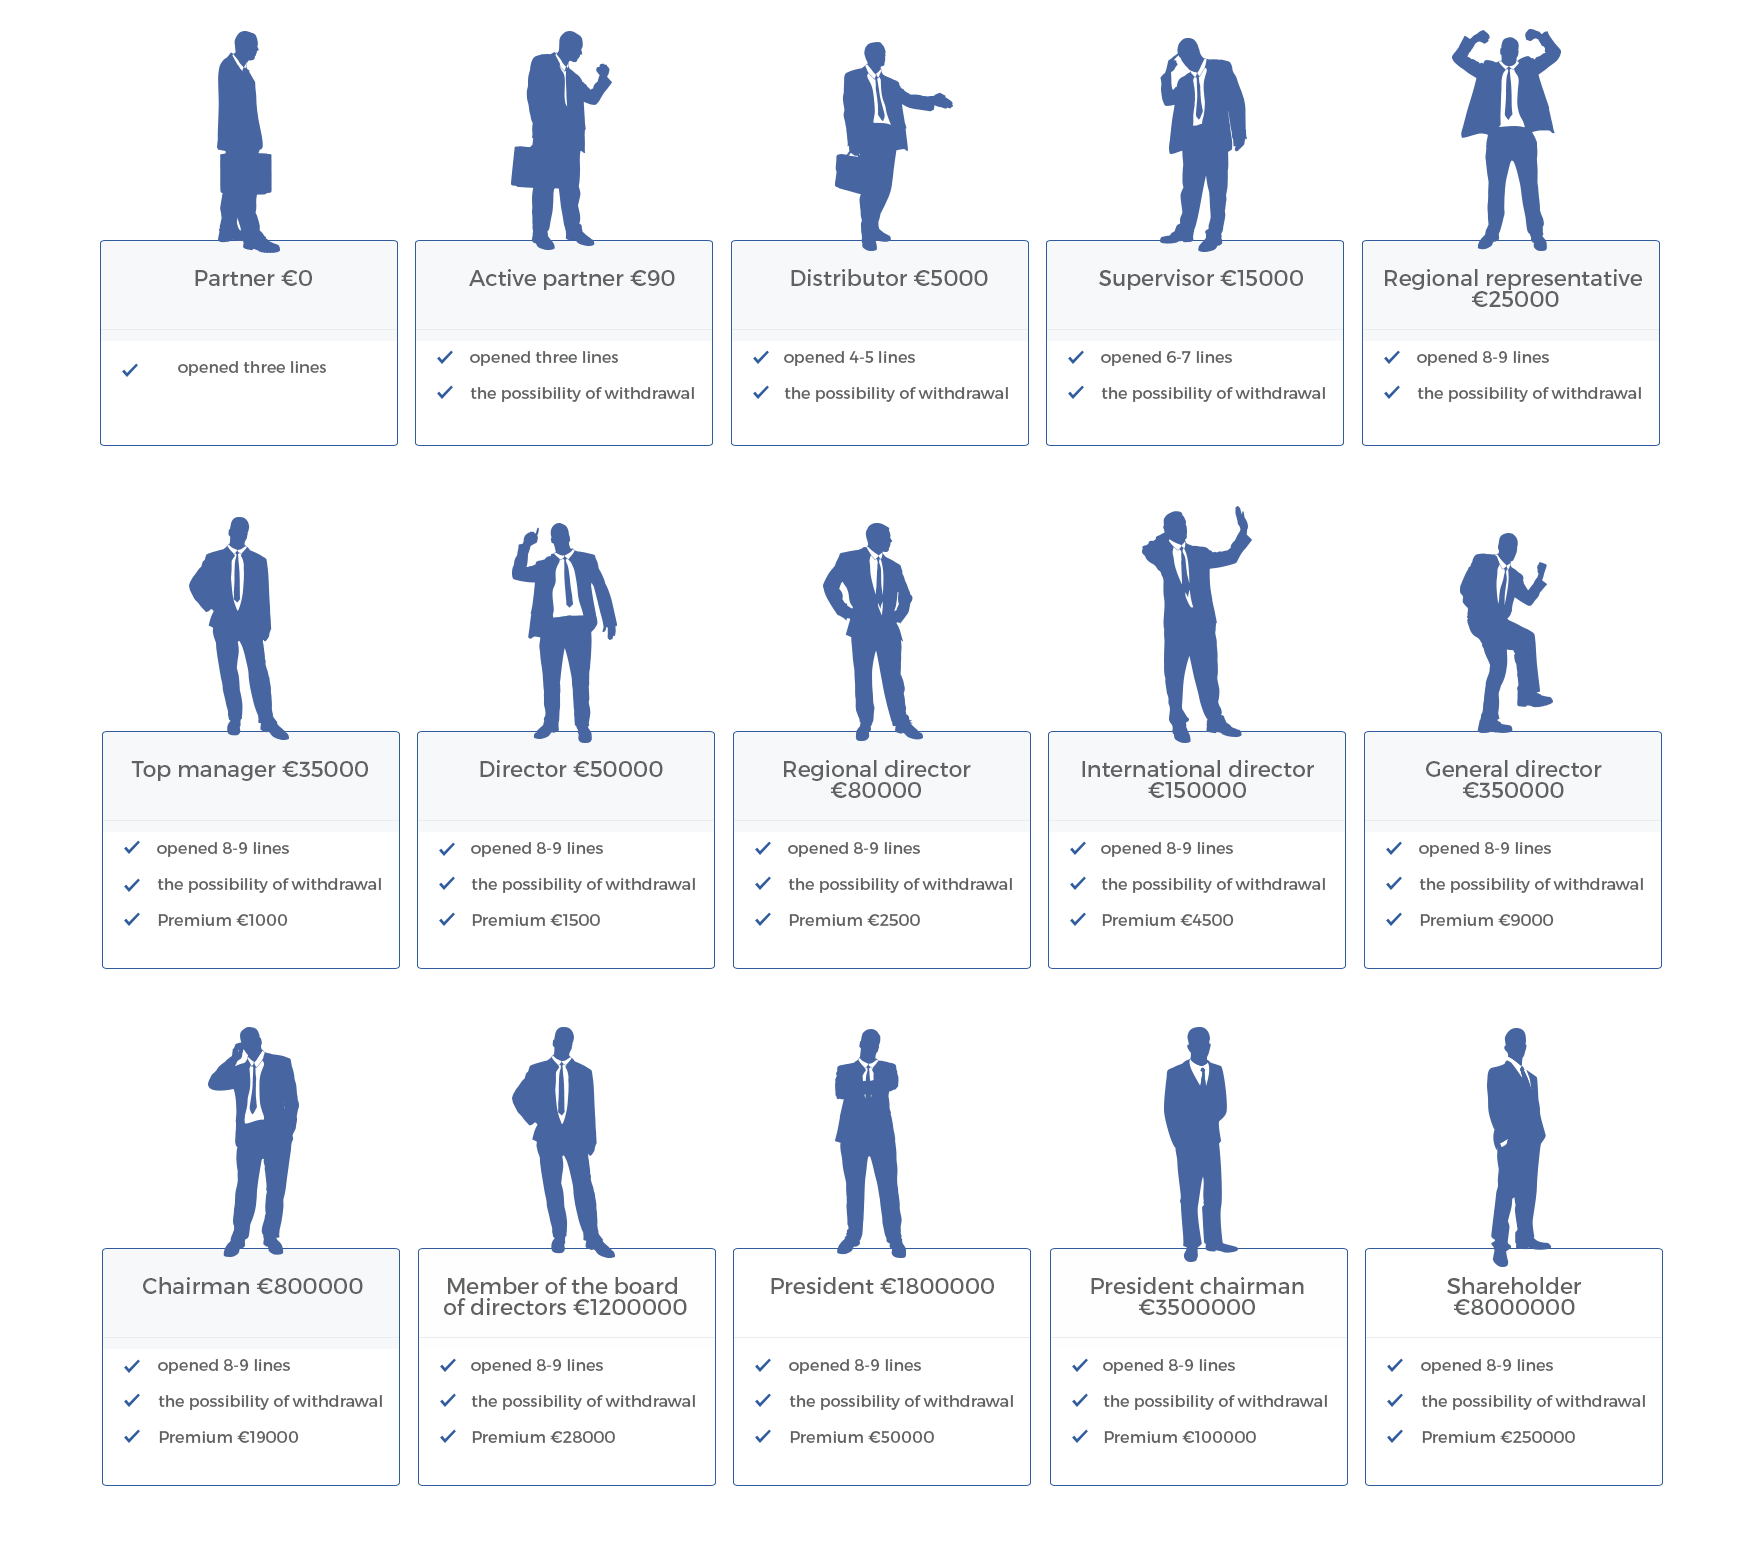 Partner €0
opened three lines
Active partner €90
opened three lines
the possibility of withdrawal
Distributor €5000
opened 4-5 lines
the possibility of withdrawal
Supervisor €15000
opened 6-7 lines
the possibility of withdrawal
Regional representative
€25000
opened 8-9 lines
the possibility of withdrawal
Top manager €35000
opened 8-9 lines
the possibility of withdrawal
Premium €1000
Director €50000
opened 8-9 lines
the possibility of withdrawal
Premium €1500
Regional director
€80000
opened 8-9 lines
the possibility of withdrawal
Premium €2500
International director
€150000
opened 8-9 lines
the possibility of withdrawal
Premium €4500
General director
€350000
opened 8-9 lines
the possibility of withdrawal
Premium €9000
Chairman €800000
opened 8-9 lines
the possibility of withdrawal
Premium €19000
Member of the board
of directors €1200000
opened 8-9 lines
the possibility of withdrawal
Premium €28000
President €1800000
opened 8-9 lines
the possibility of withdrawal
Premium €50000
President chairman
€3500000
opened 8-9 lines
the possibility of withdrawal
Premium €100000
Shareholder
€8000000
opened 8-9 lines
the possibility of withdrawal
Premium €250000